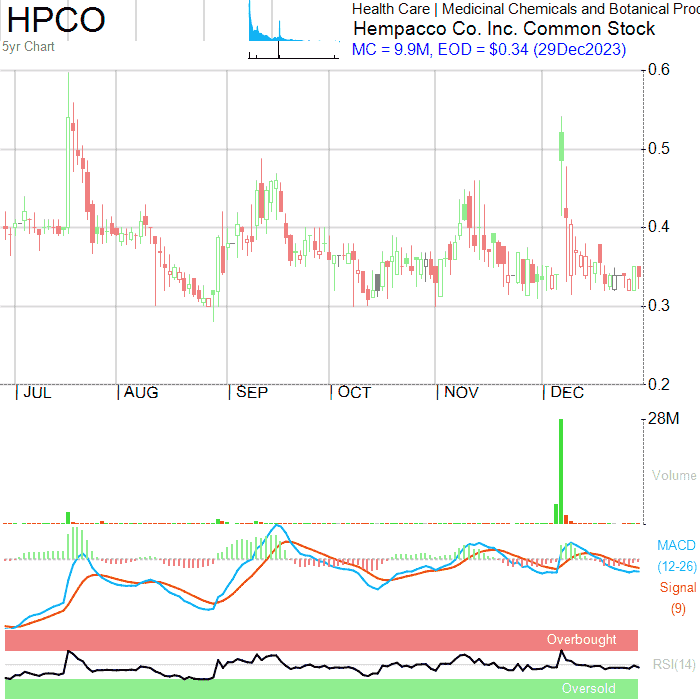 HPCO
5yr Chart
Health Care | Medicinal Chemicals and Botanical Prod
Hempacco Co. Inc. Common Stock
MC = 9.9M, EOD = $0.34 (29Dec2023)
0.6
0.5
0.4
0.3
0.2
JUL AUG SEP OCT NOV DEC
28M
Volume
MACD
(12-26)
Signal
(9)
Overbought
RSI(14)
Oversold